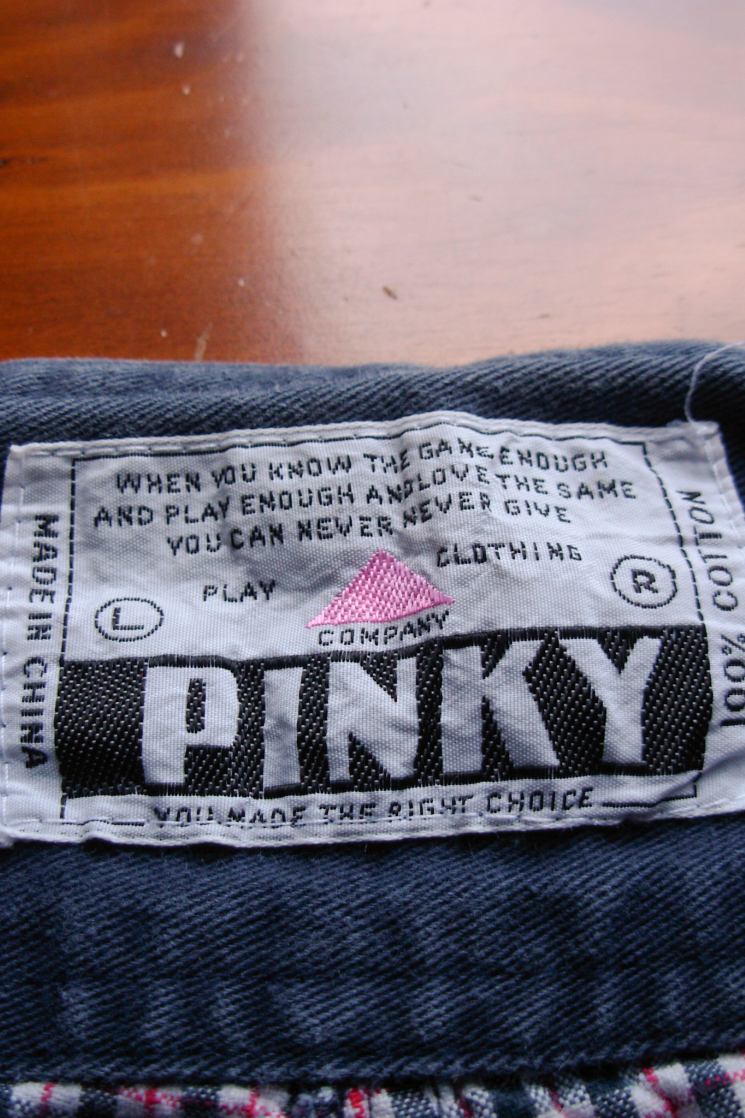 WHEN YOU KNOW THE GAME ENOUGH
AND PLAY ENOUGH AND LOVE THE SAME
YOU CAN NEVER NEVER GIVE
PLAY CLOTHING
COMPANY
L
R
PINKY
YOU MADE THE RIGHT CHOICE
MADE IN CHINA
100% COTTON